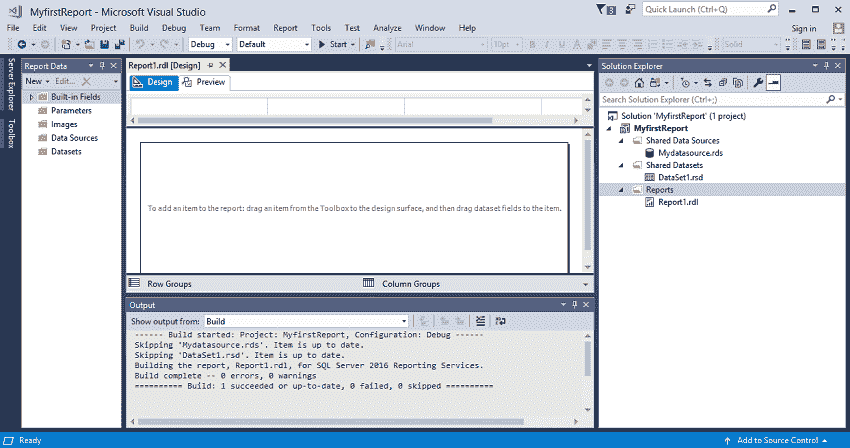 MyfirstReport - Microsoft Visual Studio
3
Quick Launch (Ctrl+Q)
File Edit View Project Build Debug Team Format Report Tools Test Analyze Window Help
Sign in
Debug Default Start Arial 10pt B I U A Solid
Server Explorer
Toolbox
Report Data
New Edit...
Built-in Fields
Parameters
Images
Data Sources
Datasets
Report1.rdl [Design]
Design Preview
To add an item to the report: drag an item from the Toolbox to the design surface, and then drag dataset fields to the item.
Row Groups Column Groups
Output
Show output from: Build
------ Build started: Project: MyfirstReport, Configuration: Debug ------
Skipping 'Mydatasource.rds'. Item is up to date.
Skipping 'DataSet1.rsd'. Item is up to date.
Building the report, Report1.rdl, for SQL Server 2016 Reporting Services.
Build complete -- 0 errors, 0 warnings
========== Build: 1 succeeded or up-to-date, 0 failed, 0 skipped ==========
Solution Explorer
Search Solution Explorer (Ctrl+;)
Solution 'MyfirstReport' (1 project)
MyfirstReport
Shared Data Sources
Mydatasource.rds
Shared Datasets
DataSet1.rsd
Reports
Report1.rdl
Ready
Add to Source Control